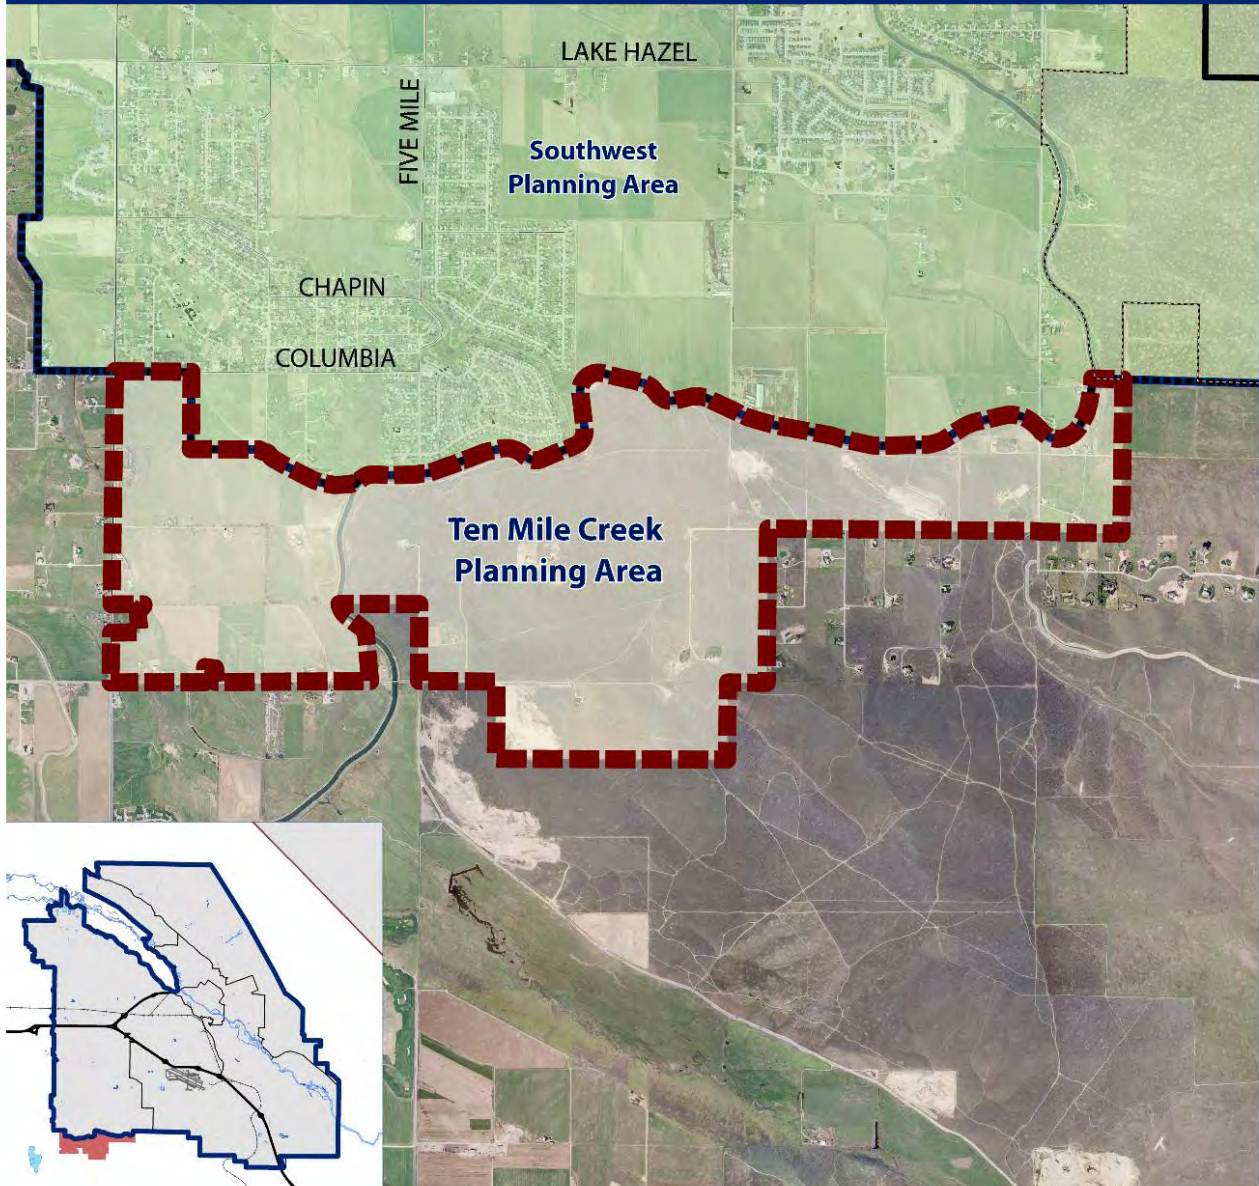 LAKE HAZEL
FIVE MILE
Southwest
Planning Area
CHAPIN
COLUMBIA
Ten Mile Creek
Planning Area